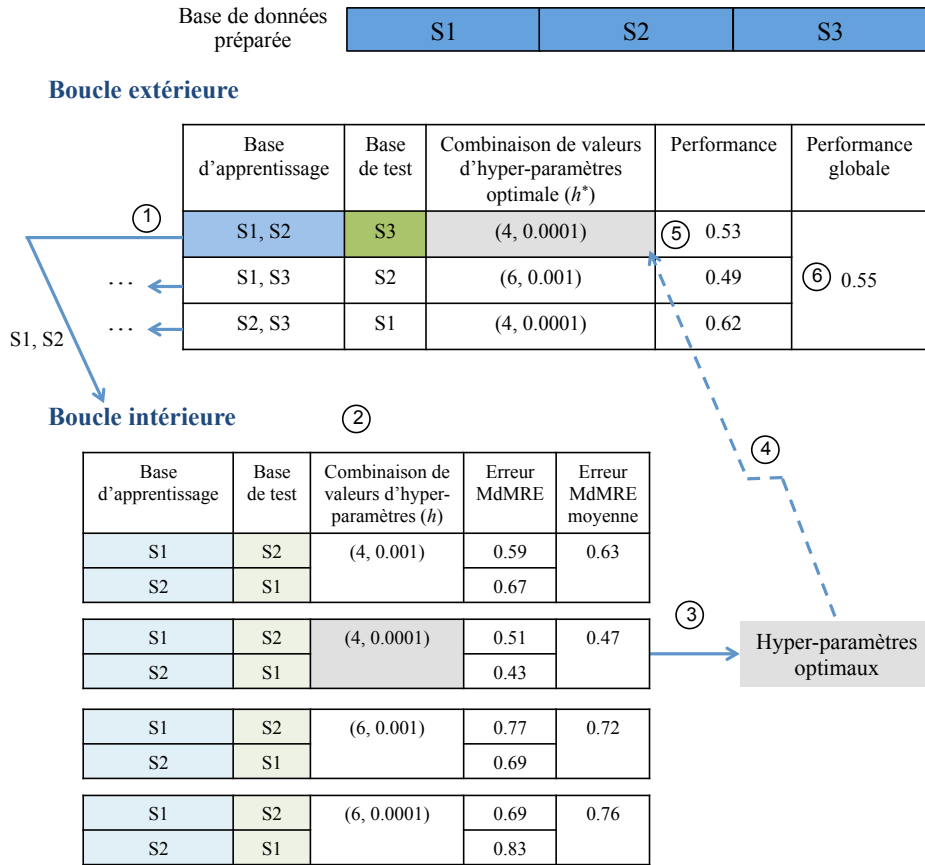 Base de données
préparée
S1 S2 S3
Boucle extérieure
Base
d'apprentissage
Base
de test
Combinaison de valeurs
d'hyper-paramètres
optimale (h*)
Performance
Performance
globale
1
S1, S2 S3 (4, 0.0001) 5 0.53
... S1, S3 S2 (6, 0.001) 0.49 6 0.55
... S2, S3 S1 (4, 0.0001) 0.62
S1, S2
Boucle intérieure
2
4
Base
d'apprentissage
Base
de test
Combinaison de
valeurs d'hyper-
paramètres (h)
Erreur
MdMRE
Erreur
MdMRE
moyenne
S1 S2 (4, 0.001) 0.59 0.63
S2 S1 0.67
S1 S2 (4, 0.0001) 0.51 0.47
S2 S1 0.43
3
Hyper-paramètres
optimaux
S1 S2 (6, 0.001) 0.77 0.72
S2 S1 0.69
S1 S2 (6, 0.0001) 0.69 0.76
S2 S1 0.83